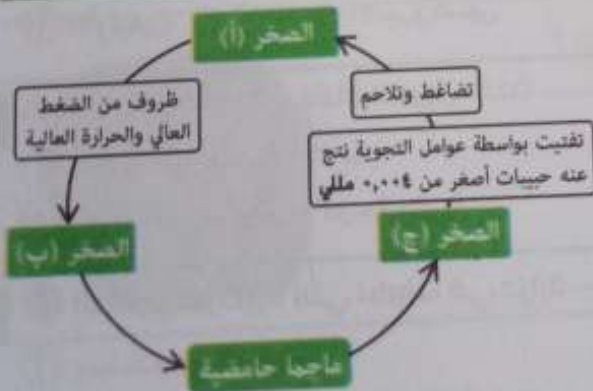 الصخر (أ)
ظروف من الضغط
العالي والحرارة العالية
تضاغط وتلاحم
تفتيت بواسطة عوامل التجوية نتج
عنه حبيبات أصغر من ٠,٠٠٤ مللي
الصخر (ب)
الصخر (ج)
ماجما حامضية